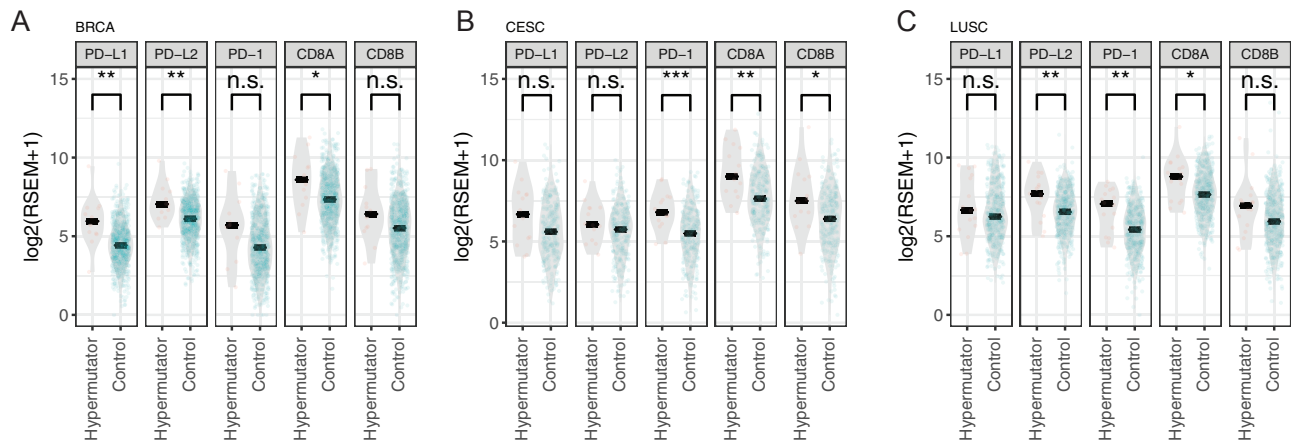 A
BRCA
PD−L1 PD−L2 PD−1 CD8A CD8B
** ** n.s. * n.s.
15
10
5
0
log2(RSEM+1)
Hypermutator Control Hypermutator Control Hypermutator Control Hypermutator Control Hypermutator Control
B
CESC
PD−L1 PD−L2 PD−1 CD8A CD8B
n.s. n.s. *** ** *
15
10
5
0
log2(RSEM+1)
Hypermutator Control Hypermutator Control Hypermutator Control Hypermutator Control Hypermutator Control
C
LUSC
PD−L1 PD−L2 PD−1 CD8A CD8B
n.s. ** ** * n.s.
15
10
5
0
log2(RSEM+1)
Hypermutator Control Hypermutator Control Hypermutator Control Hypermutator Control Hypermutator Control